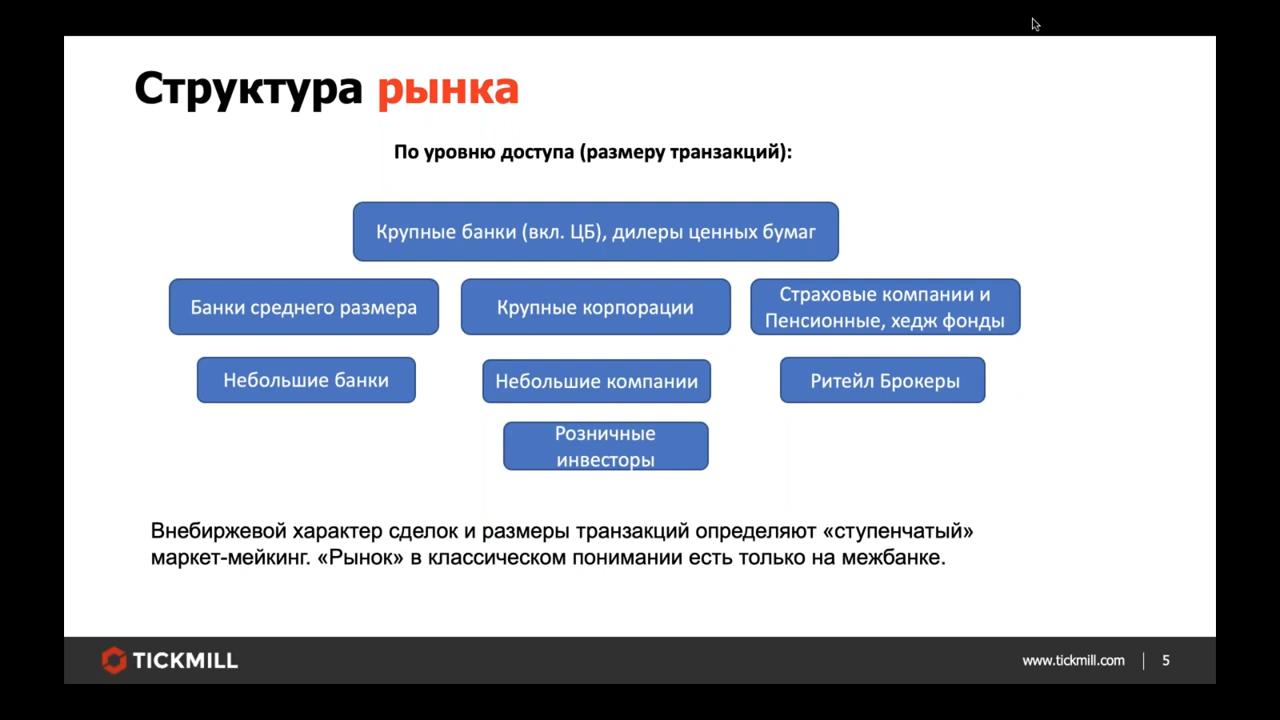 Структура рынка
По уровню доступа (размеру транзакций):
Крупные банки (вкл. ЦБ), дилеры ценных бумаг
Банки среднего размера
Крупные корпорации
Страховые компании и
Пенсионные, хедж фонды
Небольшие банки
Небольшие компании
Ритейл Брокеры
Розничные
инвесторы
Внебиржевой характер сделок и размеры транзакций определяют «ступенчатый»
маркет-мейкинг. «Рынок» в классическом понимании есть только на межбанке.
TICKMILL
www.tickmill.com
5